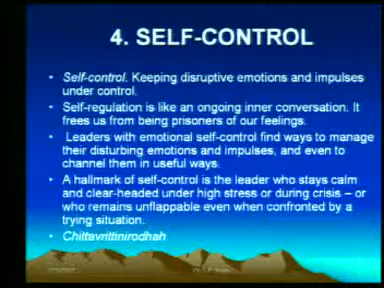 4. SELF-CONTROL
• Self-control. Keeping disruptive emotions and impulses
under control.
• Self-regulation is like an ongoing inner conversation. It
frees us from being prisoners of our feelings.
• Leaders with emotional self-control find ways to manage
their disturbing emotions and impulses, and even to
channel them in useful ways.
• A hallmark of self-control is the leader who stays calm
and clear-headed under high stress or during crisis – or
who remains unflappable even when confronted by a
trying situation.
• Chittavrittinirodhah